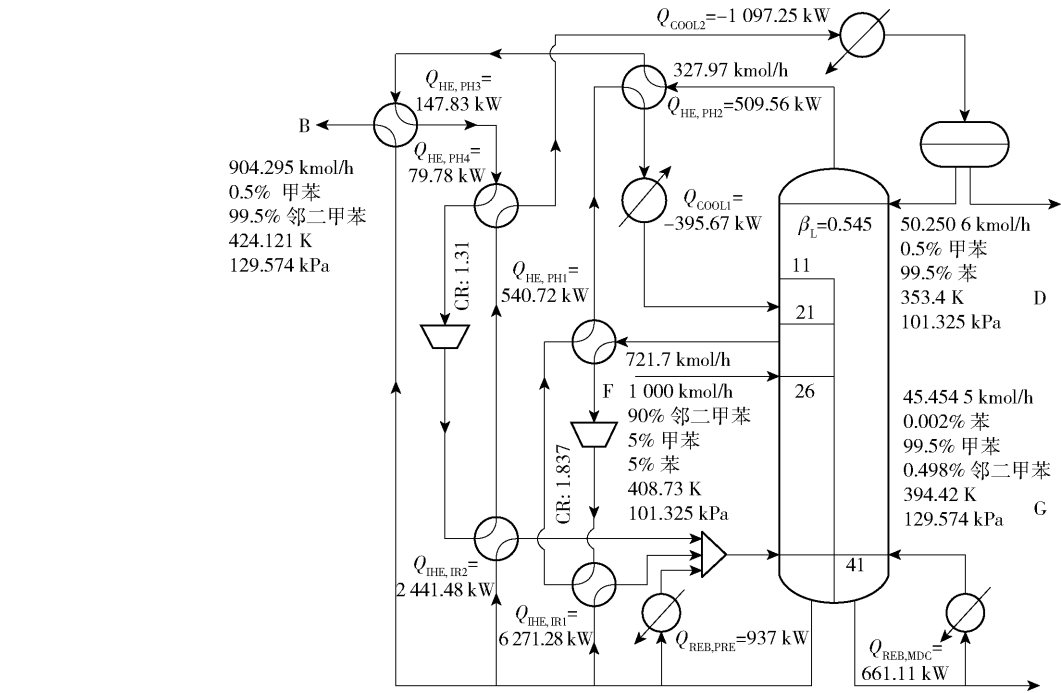 Q_COOL2=-1 097.25 kW
Q_HE, PH3=
147.83 kW
327.97 kmol/h
Q_HE, PH2=509.56 kW
B
Q_HE, PH4=
79.78 kW
904.295 kmol/h
0.5% 甲苯
99.5% 邻二甲苯
424.121 K
129.574 kPa
Q_COOL1=
-395.67 kW
β_L=0.545
50.250 6 kmol/h
0.5% 甲苯
99.5% 苯
353.4 K
101.325 kPa
D
CR: 1.31
Q_HE, PH1=
540.72 kW
11
21
721.7 kmol/h
26
F 1 000 kmol/h
90% 邻二甲苯
5% 甲苯
5% 苯
408.73 K
101.325 kPa
CR: 1.837
45.454 5 kmol/h
0.002% 苯
99.5% 甲苯
0.498% 邻二甲苯
394.42 K
129.574 kPa
G
41
Q_IHE, IR2=
2 441.48 kW
Q_IHE, IR1=
6 271.28 kW
Q_REB,PRE=937 kW
Q_REB,MDC=
661.11 kW